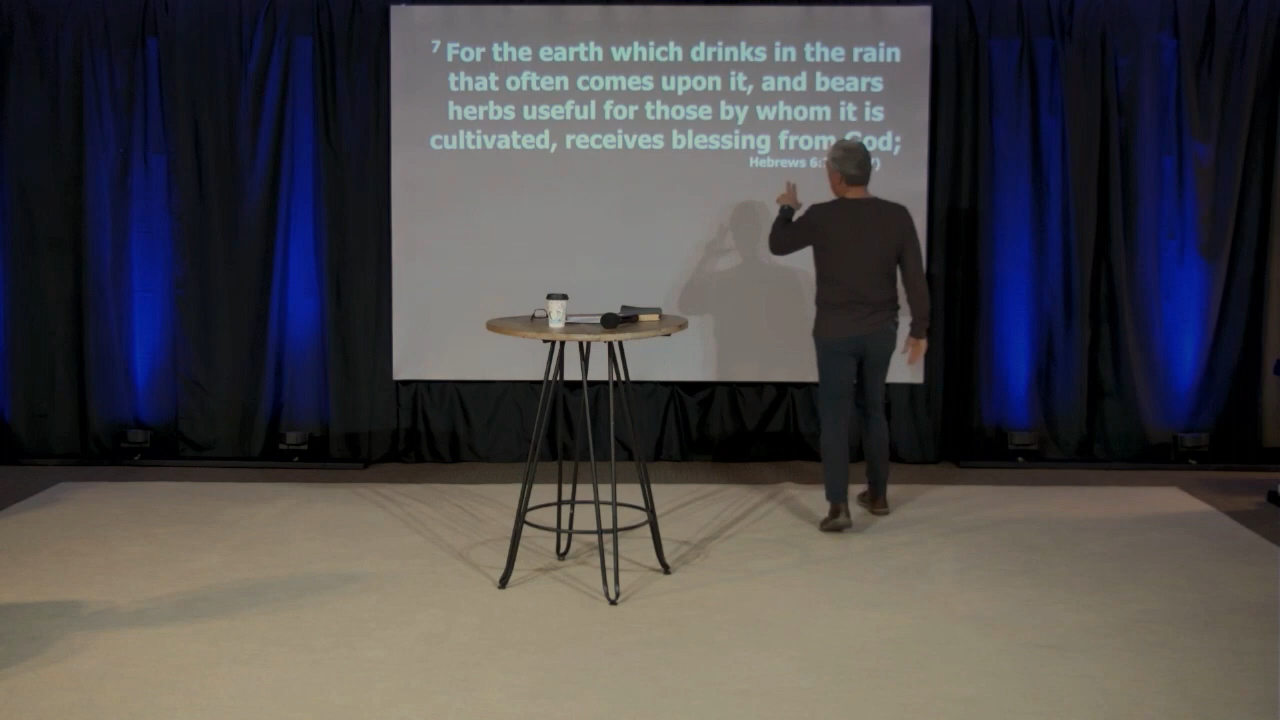 7 For the earth which drinks in the rain
that often comes upon it, and bears
herbs useful for those by whom it is
cultivated, receives blessing from God;
Hebrews 6: